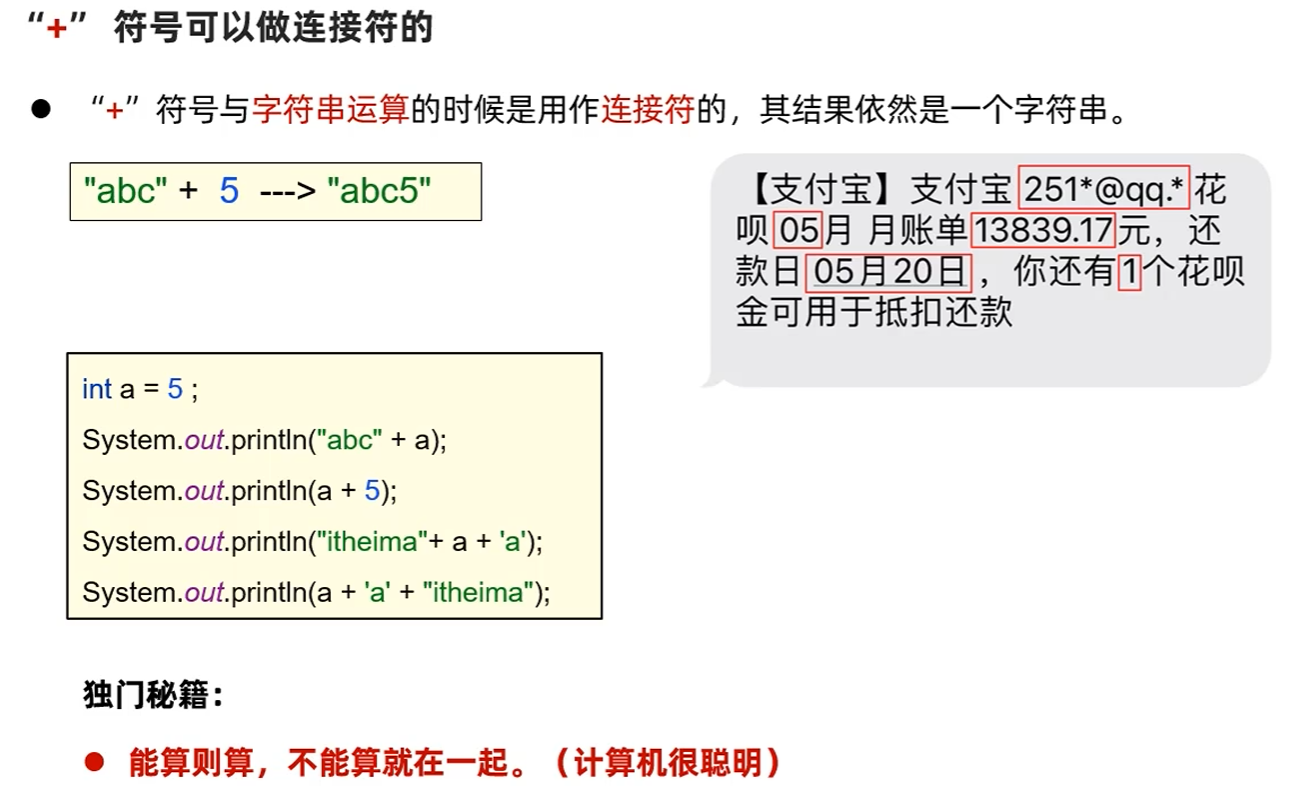 “+” 符号可以做连接符的
● “+” 符号与字符串运算的时候是用作连接符的，其结果依然是一个字符串。
"abc" + 5 ---> "abc5"
【支付宝】支付宝 251*@qq.* 花
呗 05 月 月账单 13839.17 元，还
款日 05月20日 ，你还有 1 个花呗
金可用于抵扣还款
int a = 5 ;
System.out.println("abc" + a);
System.out.println(a + 5);
System.out.println("itheima"+ a + 'a');
System.out.println(a + 'a' + "itheima");
独门秘籍：
● 能算则算，不能算就在一起。（计算机很聪明）